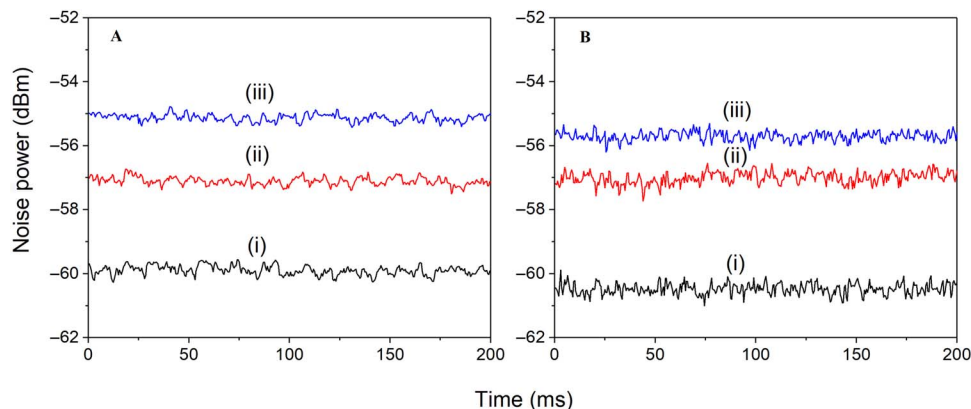 A
B
Noise power (dBm)
–52
–54
–56
–58
–60
–62
(iii)
(ii)
(i)
0
50
100
150
200
–52
–54
–56
–58
–60
–62
(iii)
(ii)
(i)
0
50
100
150
200
Time (ms)